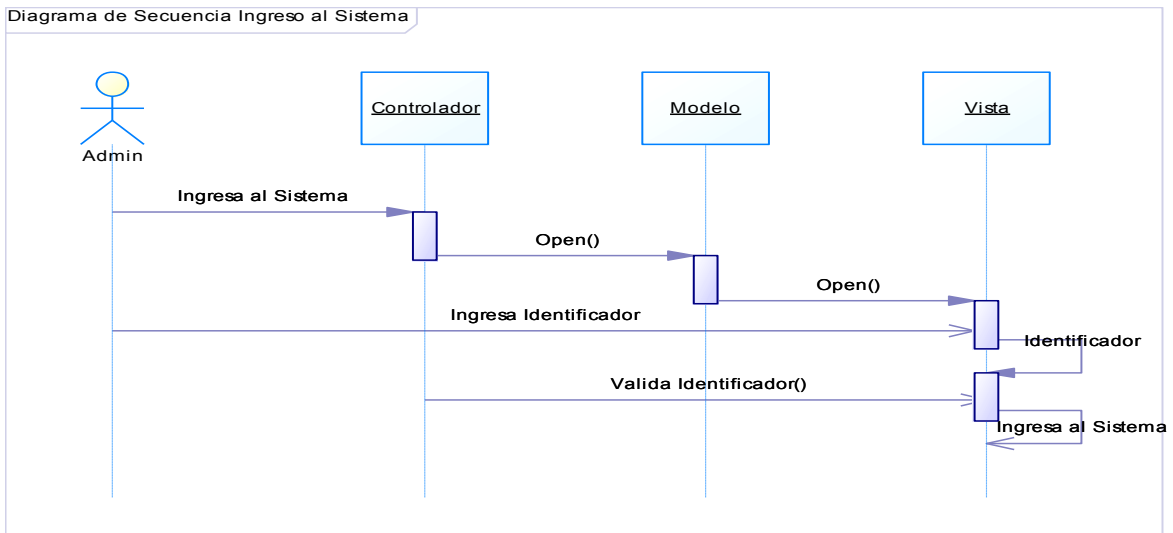 Diagrama de Secuencia Ingreso al Sistema
Controlador
Modelo
Vista
Admin
Ingresa al Sistema
Open()
Open()
Ingresa Identificador
Identificador
Valida Identificador()
Ingresa al Sistema